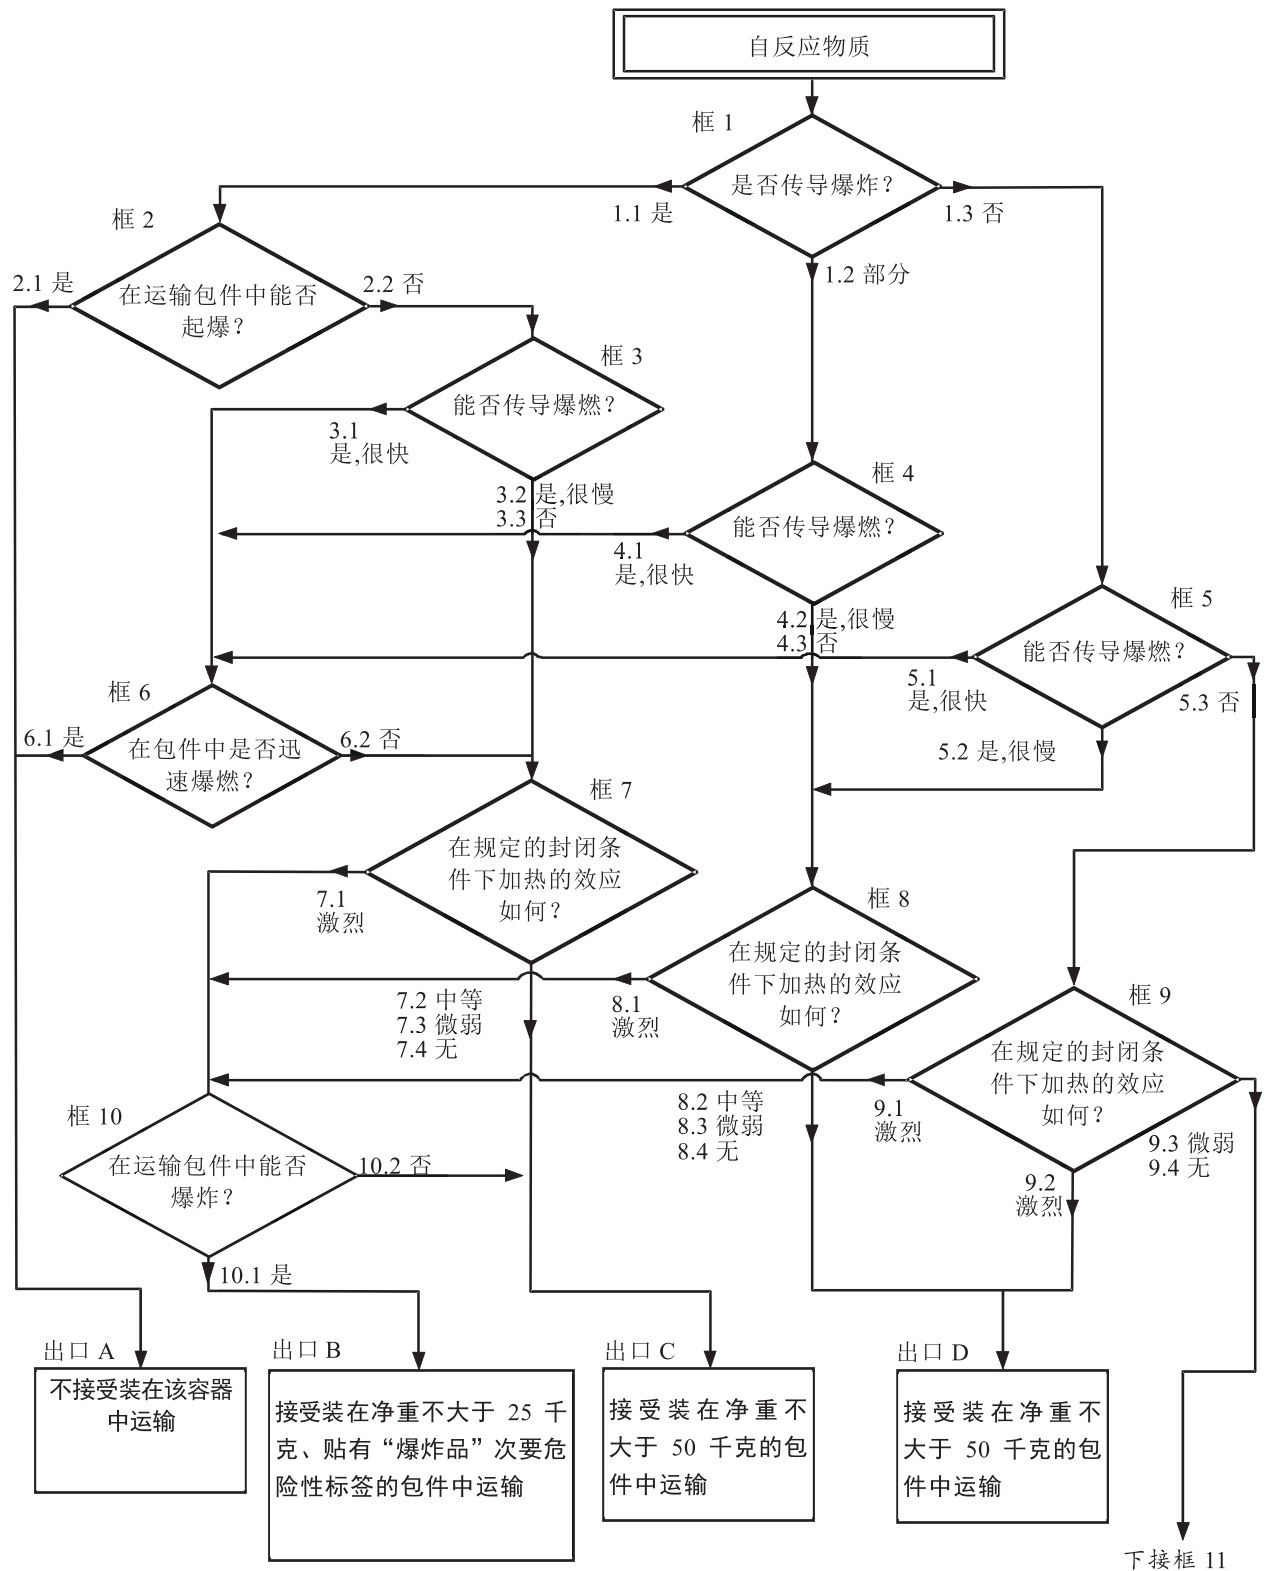 自反应物质
框 1
是否传导爆炸？
1.1 是
1.3 否
1.2 部分
框 2
在运输包件中能否
起爆？
2.1 是
2.2 否
框 3
能否传导爆燃？
3.1
是,很快
3.2 是,很慢
3.3 否
框 4
能否传导爆燃？
4.1
是,很快
4.2 是,很慢
4.3 否
框 5
能否传导爆燃？
5.1
是,很快
5.3 否
5.2 是,很慢
框 6
在包件中是否迅
速爆燃？
6.1 是
6.2 否
框 7
在规定的封闭条
件下加热的效应
如何？
7.1
激烈
7.2 中等
7.3 微弱
7.4 无
框 8
在规定的封闭条
件下加热的效应
如何？
8.1
激烈
8.2 中等
8.3 微弱
8.4 无
框 9
在规定的封闭条
件下加热的效应
如何？
9.1
激烈
9.2
激烈
9.3 微弱
9.4 无
框 10
在运输包件中能否
爆炸？
10.2 否
10.1 是
出口 A
不接受装在该容器
中运输
出口 B
接受装在净重不大于 25 千
克、贴有“爆炸品”次要危
险性标签的包件中运输
出口 C
接受装在净重不
大于 50 千克的包
件中运输
出口 D
接受装在净重不
大于 50 千克的包
件中运输
下接框 11